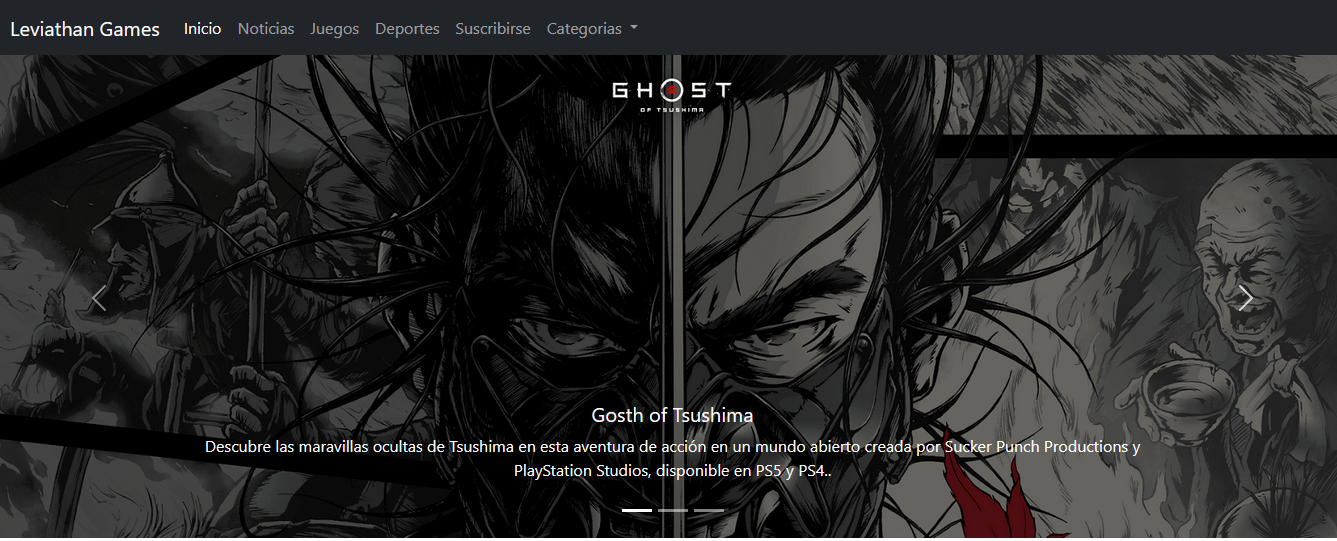 Leviathan Games Inicio Noticias Juegos Deportes Suscribirse Categorias
GHOST
OF TSUSHIMA
Gosth of Tsushima
Descubre las maravillas ocultas de Tsushima en esta aventura de acción en un mundo abierto creada por Sucker Punch Productions y
PlayStation Studios, disponible en PS5 y PS4..